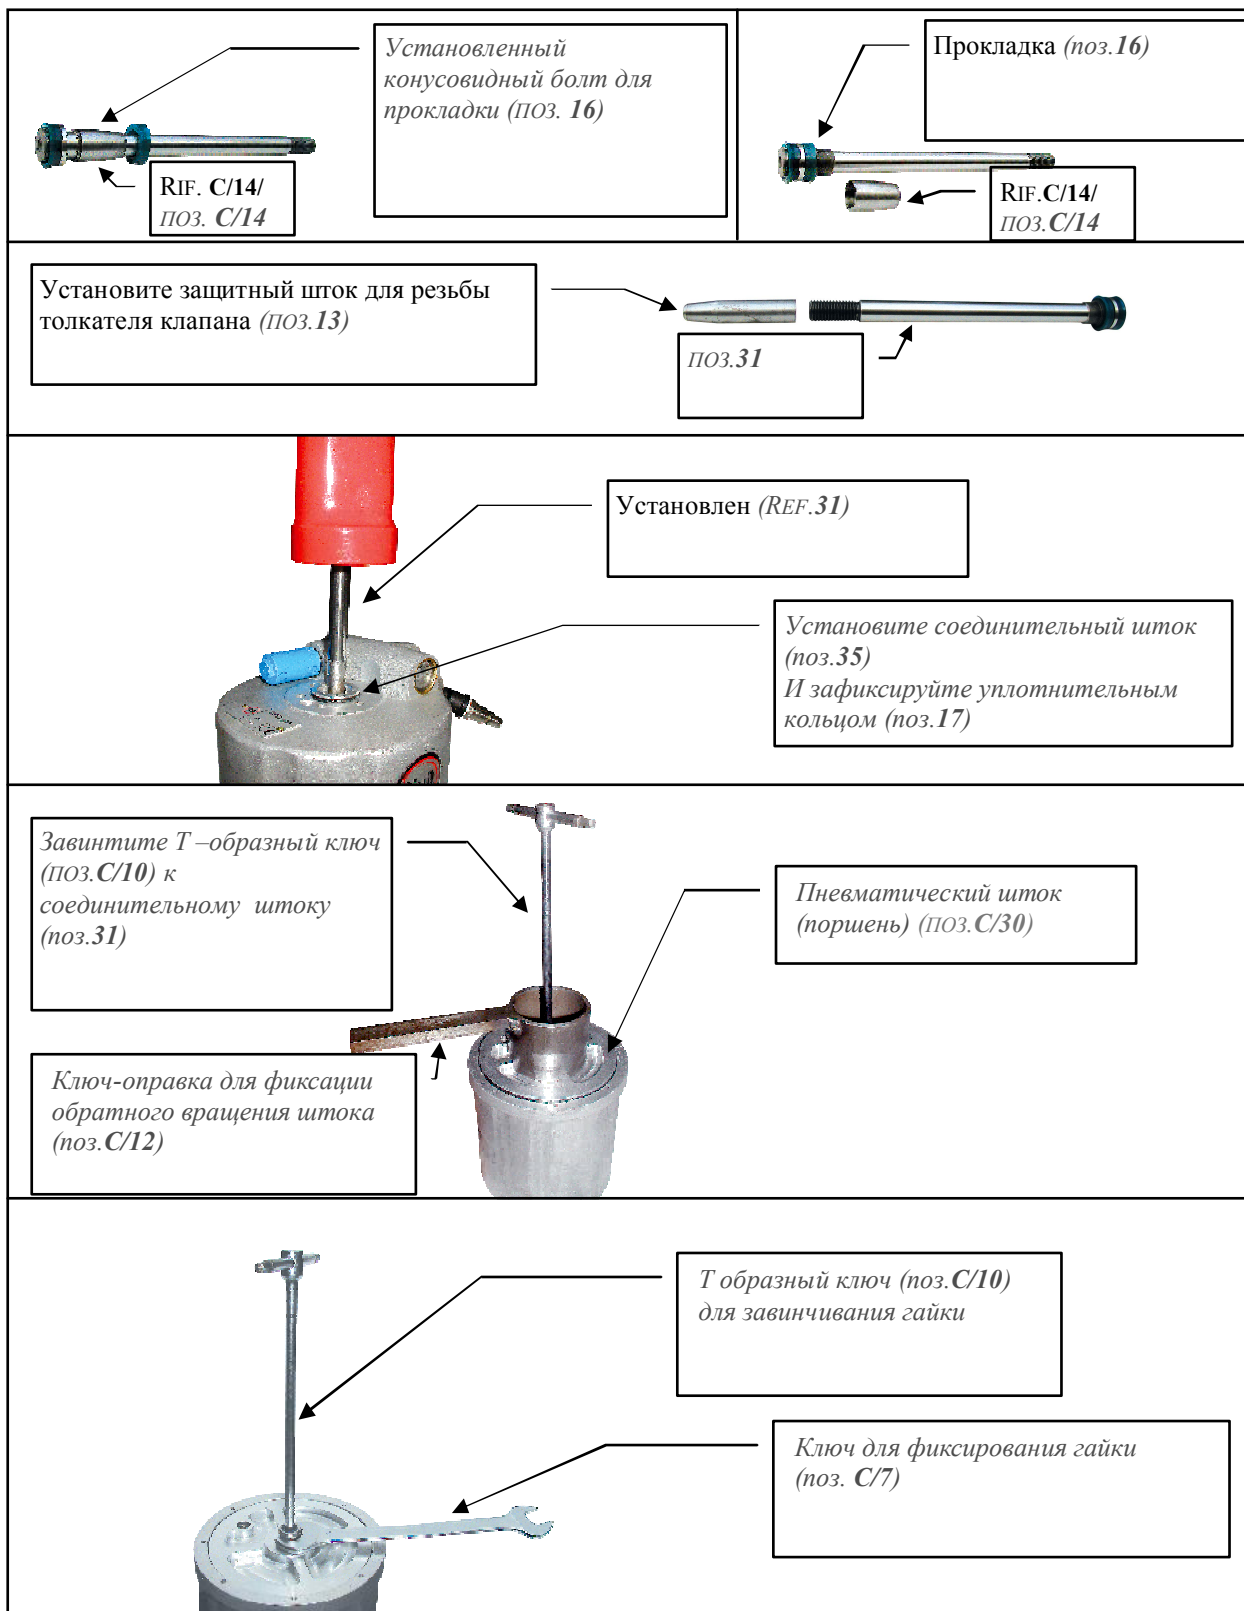 Установленный
конусовидный болт для
прокладки (ПОЗ. 16)
RIF. C/14/
ПОЗ. C/14
Прокладка (поз.16)
RIF.C/14/
ПОЗ.C/14
Установите защитный шток для резьбы
толкателя клапана (ПОЗ.13)
ПОЗ.31
Установлен (REF.31)
Установите соединительный шток
(поз.35)
И зафиксируйте уплотнительным
кольцом (поз.17)
Завинтите Т –образный ключ
(ПОЗ.C/10) к
соединительному штоку
(поз.31)
Пневматический шток
(поршень) (ПОЗ.C/30)
Ключ-оправка для фиксации
обратного вращения штока
(поз.C/12)
Т образный ключ (поз.C/10)
для завинчивания гайки
Ключ для фиксирования гайки
(поз. C/7)